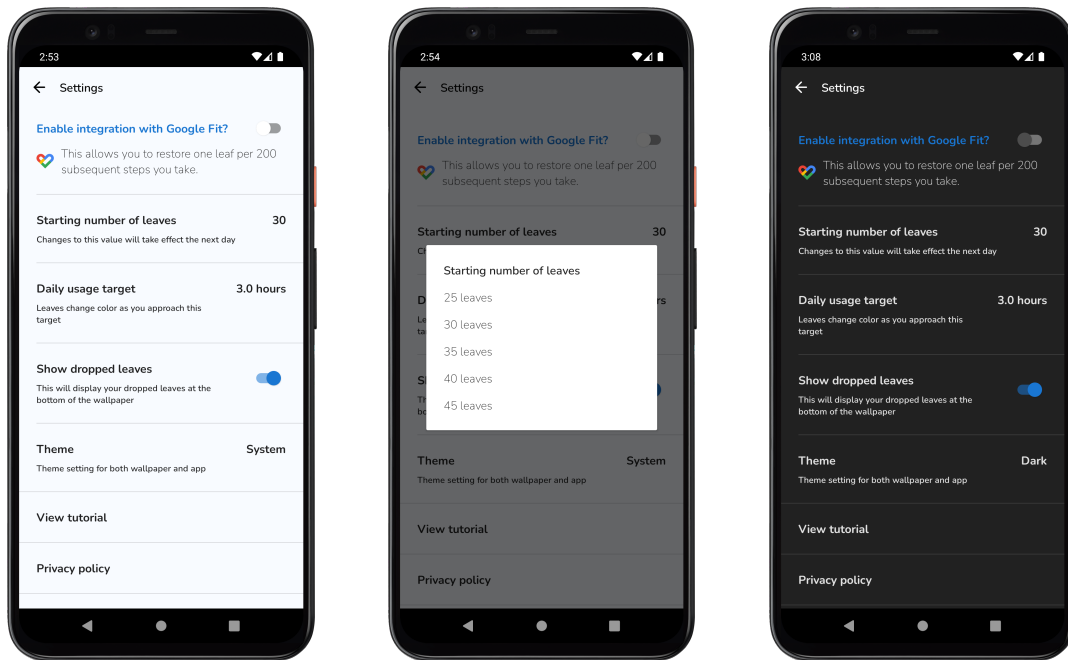 2:53
Settings
Enable integration with Google Fit?
This allows you to restore one leaf per 200
subsequent steps you take.
Starting number of leaves 30
Changes to this value will take effect the next day
Daily usage target 3.0 hours
Leaves change color as you approach this
target
Show dropped leaves
This will display your dropped leaves at the
bottom of the wallpaper
Theme System
Theme setting for both wallpaper and app
View tutorial
Privacy policy
2:54
Settings
Enable integration with Google Fit?
This allows you to restore one leaf per 200
subsequent steps you take.
Starting number of leaves 30
Starting number of leaves
25 leaves
30 leaves
35 leaves
40 leaves
45 leaves
Theme System
Theme setting for both wallpaper and app
View tutorial
Privacy policy
3:08
Settings
Enable integration with Google Fit?
This allows you to restore one leaf per 200
subsequent steps you take.
Starting number of leaves 30
Changes to this value will take effect the next day
Daily usage target 3.0 hours
Leaves change color as you approach this
target
Show dropped leaves
This will display your dropped leaves at the
bottom of the wallpaper
Theme Dark
Theme setting for both wallpaper and app
View tutorial
Privacy policy